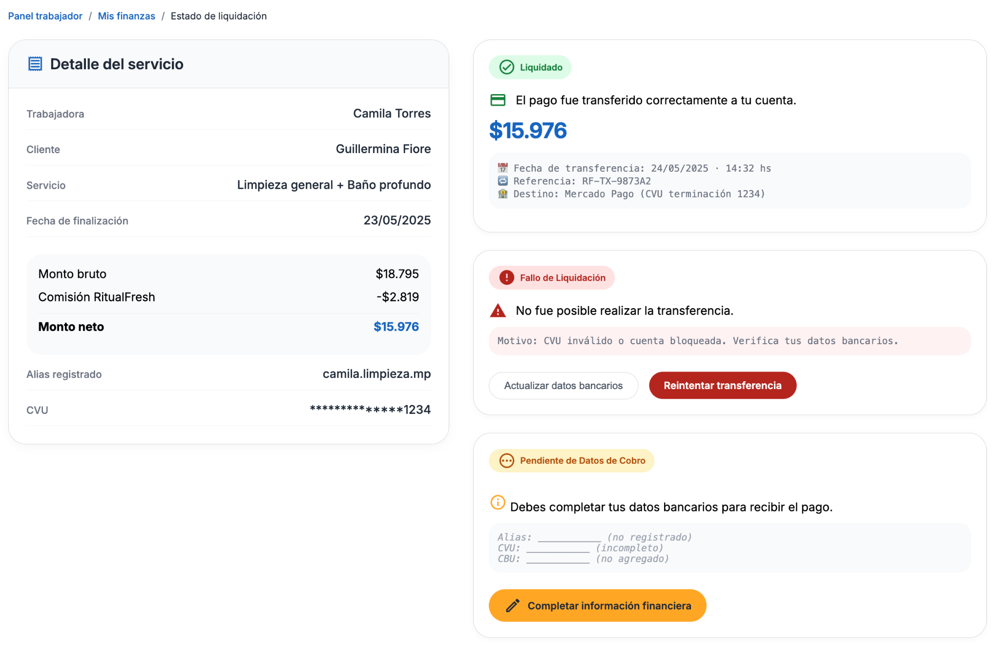 Panel trabajador / Mis finanzas / Estado de liquidación
Detalle del servicio
Trabajadora Camila Torres
Cliente Guillermina Fiore
Servicio Limpieza general + Baño profundo
Fecha de finalización 23/05/2025
Monto bruto $18.795
Comisión RitualFresh -$2.819
Monto neto $15.976
Alias registrado camila.limpieza.mp
CVU **************1234
Liquidado
El pago fue transferido correctamente a tu cuenta.
$15.976
📅 Fecha de transferencia: 24/05/2025 · 14:32 hs
🔁 Referencia: RF-TX-9873A2
🏦 Destino: Mercado Pago (CVU terminación 1234)
Fallo de Liquidación
No fue posible realizar la transferencia.
Motivo: CVU inválido o cuenta bloqueada. Verifica tus datos bancarios.
Actualizar datos bancarios Reintentar transferencia
Pendiente de Datos de Cobro
Debes completar tus datos bancarios para recibir el pago.
Alias: ___________ (no registrado)
CVU: ___________ (incompleto)
CBU: ___________ (no agregado)
Completar información financiera